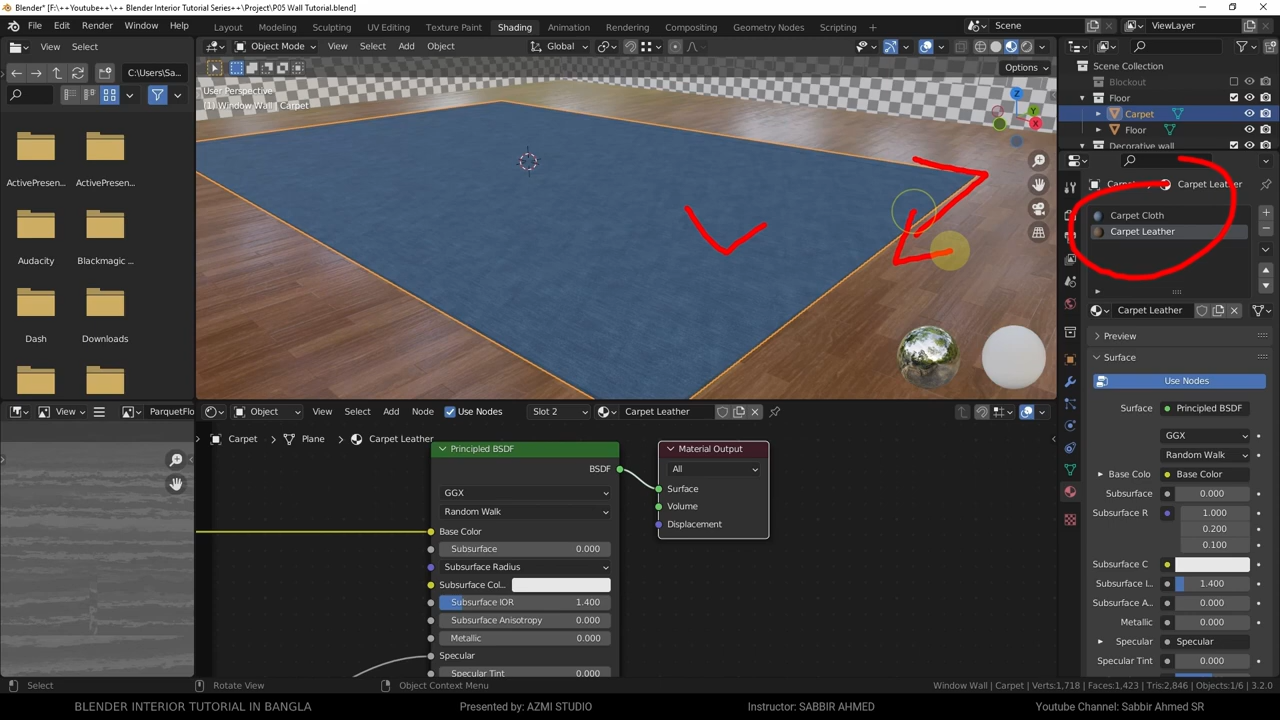 Blender* [F:\++Youtube++\++ Blender Interior Tutorial Series++\Project\P05 Wall Tutorial.blend]
File Edit Render Window Help Layout Modeling Sculpting UV Editing Texture Paint Shading Animation Rendering Compositing Geometry Nodes Scripting Scene ViewLayer
View Select Object Mode View Select Add Object Global
C:\Users\Sa... Options
User Perspective
(1) Window Wall | Carpet
Scene Collection
Blockout
Floor
Carpet
Floor
Decorative wall
X
Y
Z
ActivePresen... ActivePresen...
Audacity Blackmagic ...
Dash Downloads
Carpet Carpet Leather
Carpet Cloth
Carpet Leather
Carpet Leather
Preview
Surface
Use Nodes
Surface Principled BSDF
GGX
Random Walk
Base Colo Base Color
Subsurface 0.000
Subsurface R 1.000
0.200
0.100
Subsurface C
Subsurface I... 1.400
Subsurface A... 0.000
Metallic 0.000
Specular Specular
Specular Tint 0.000
View ParquetFlo
Object View Select Add Node Use Nodes Slot 2 Carpet Leather
Carpet > Plane > Carpet Leather
Principled BSDF
BSDF
GGX
Random Walk
Base Color
Subsurface 0.000
Subsurface Radius
Subsurface Col...
Subsurface IOR 1.400
Subsurface Anisotropy 0.000
Metallic 0.000
Specular
Specular Tint 0.000
Material Output
All
Surface
Volume
Displacement
Select Rotate View Object Context Menu Window Wall | Carpet | Verts:1,718 | Faces:1,423 | Tris:2,846 | Objects:1/6 | 3.2.0
BLENDER INTERIOR TUTORIAL IN BANGLA Presented by: AZMI STUDIO Instructor: SABBIR AHMED Youtube Channel: Sabbir Ahmed SR